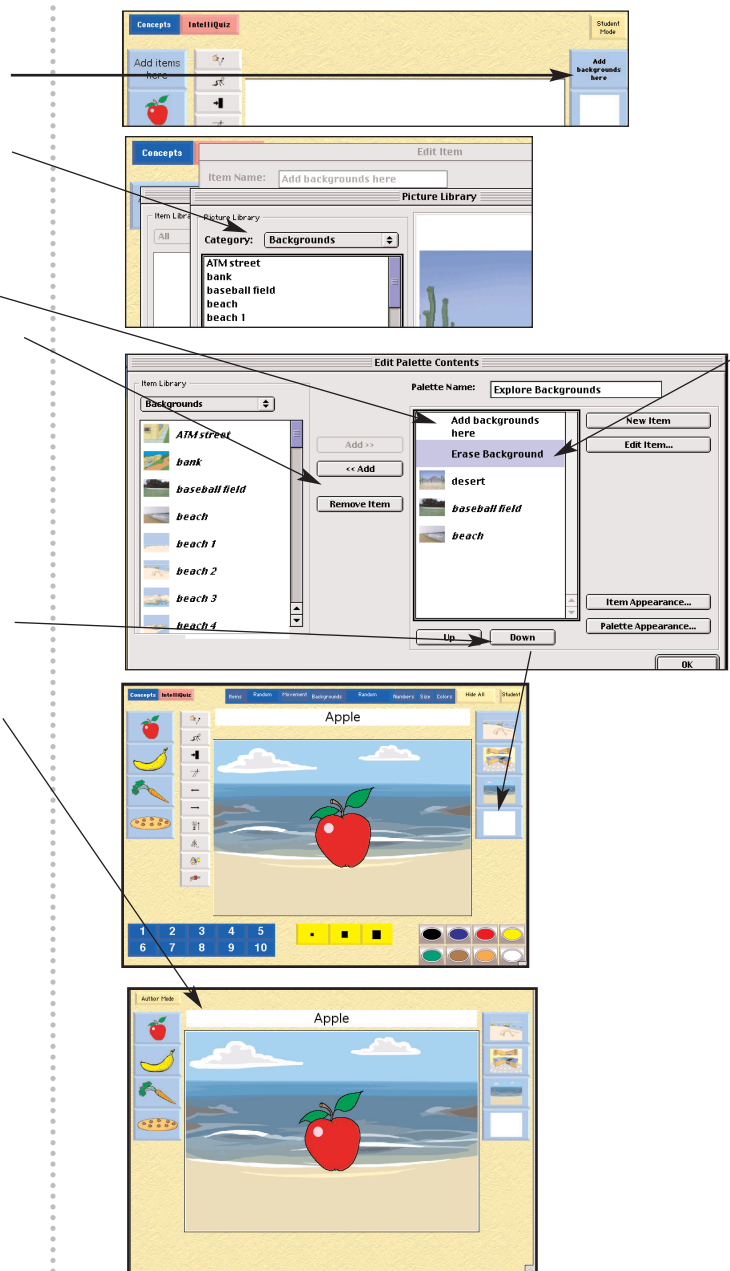 Concepts IntelliQuiz
Student
Mode
Add items
here
Add
backgrounds
here
Concepts
Edit Item
Item Name: Add backgrounds here
Picture Library
Item Libra
Picture Library
All
Category: Backgrounds
ATM street
bank
baseball field
beach
beach 1
Edit Palette Contents
Item Library
Palette Name: Explore Backgrounds
Backgrounds
ATM street
bank
baseball field
beach
beach 1
beach 2
beach 3
beach 4
Add >>
<< Add
Remove Item
Add backgrounds
here
Erase Background
desert
baseball field
beach
New Item
Edit Item...
Item Appearance...
Palette Appearance...
Up Down
OK
Concepts IntelliQuiz Items Random Movement Backgrounds Random Numbers Size Colors Hide All Student
Apple
1 2 3 4 5
6 7 8 9 10
Author Mode
Apple